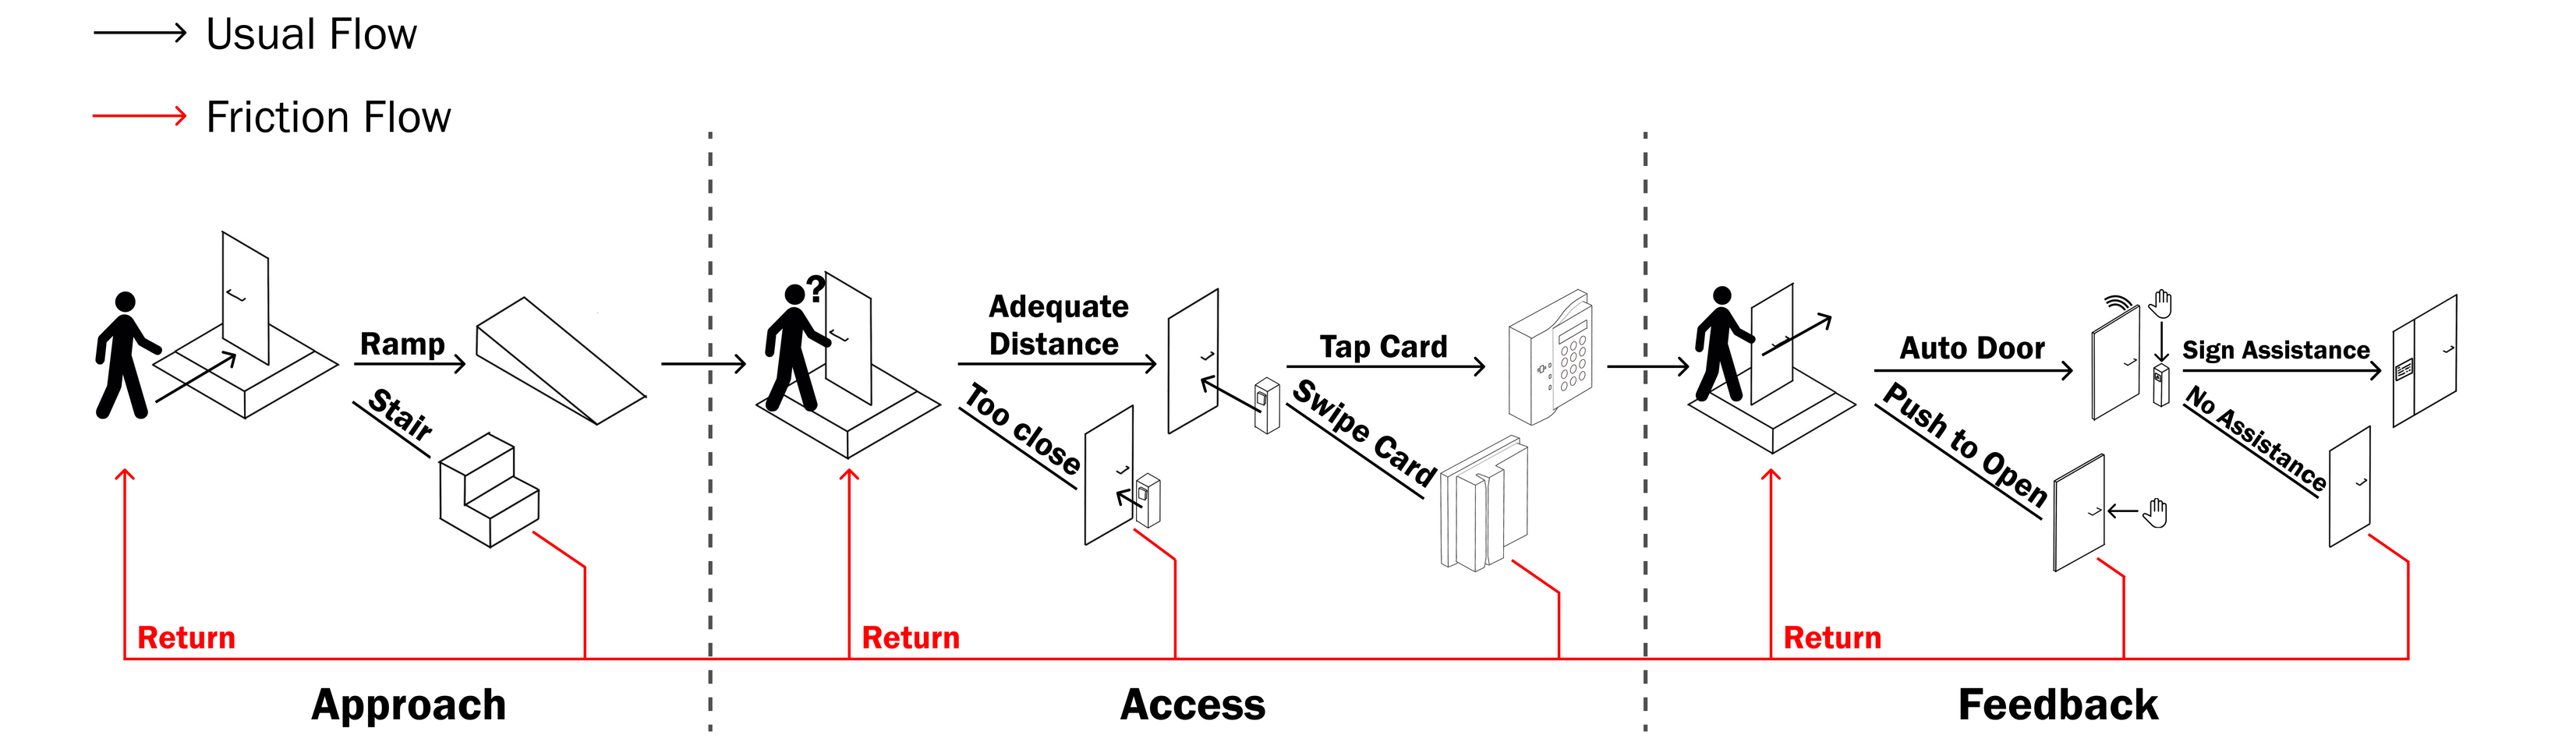 Usual Flow
Friction Flow
Ramp
Stair
Return
Approach
?
Adequate
Distance
Too close
Tap Card
Swipe Card
Return
Access
Auto Door
Push to Open
Sign Assistance
No Assistance
Return
Feedback